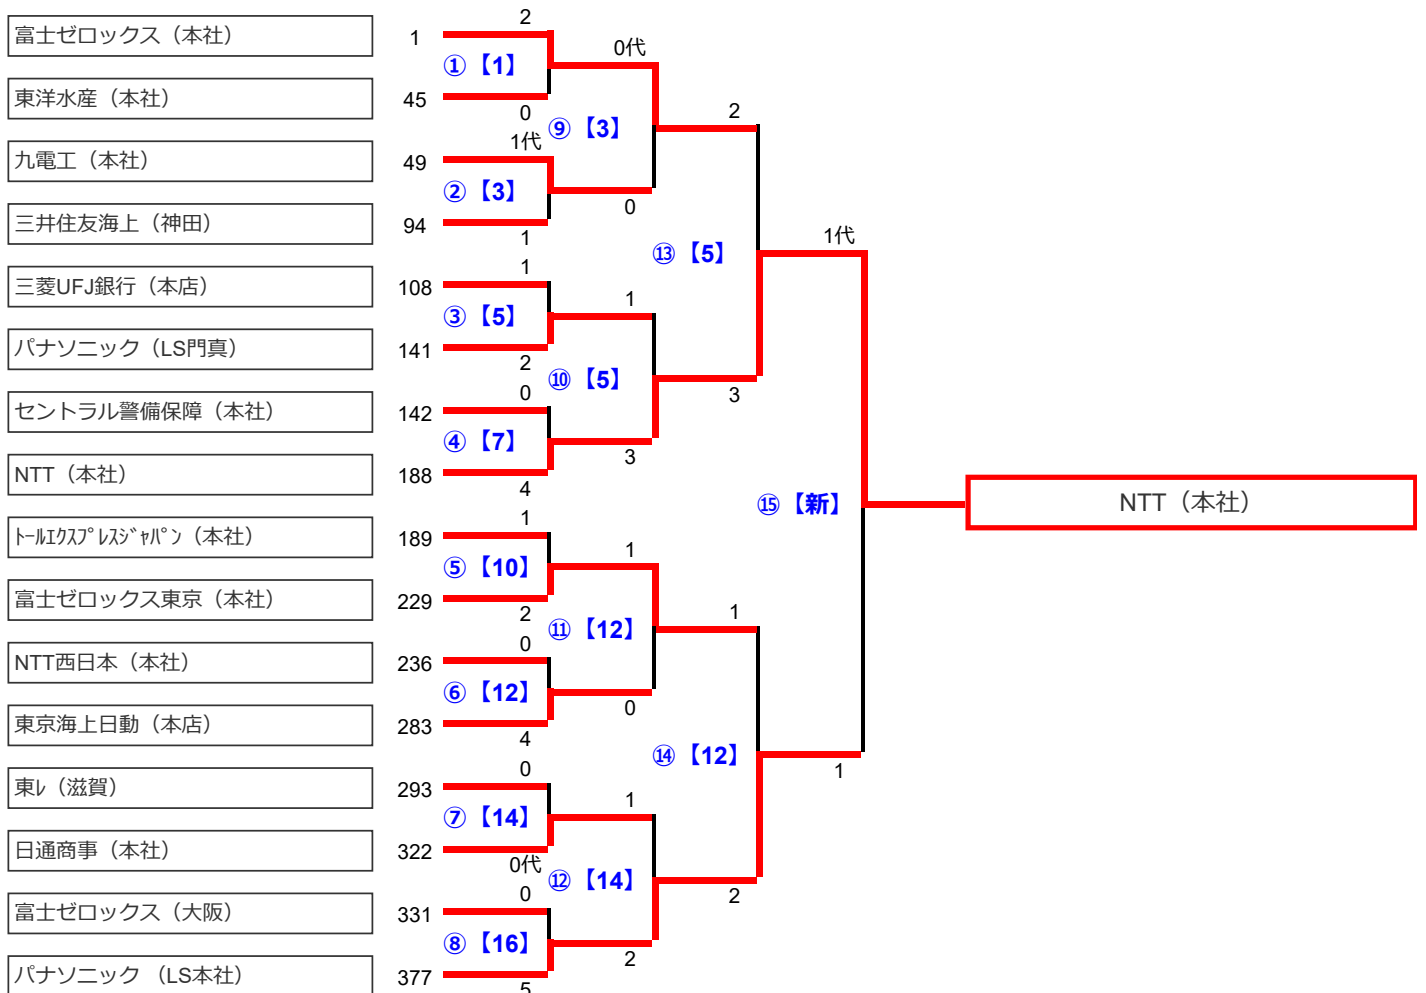 富士ゼロックス（本社）
1
2
①【1】
東洋水産（本社）
45
0
九電工（本社）
49
1代
②【3】
三井住友海上（神田）
94
1
三菱UFJ銀行（本店）
108
1
③【5】
パナソニック（LS門真）
141
2
セントラル警備保障（本社）
142
0
④【7】
NTT（本社）
188
4
ﾄｰﾙｴｸｽﾌﾟﾚｽｼﾞｬﾊﾟﾝ（本社）
189
1
⑤【10】
富士ゼロックス東京（本社）
229
2
NTT西日本（本社）
236
0
⑥【12】
東京海上日動（本店）
283
4
東ﾚ（滋賀）
293
0
⑦【14】
日通商事（本社）
322
0代
富士ゼロックス（大阪）
331
0
⑧【16】
パナソニック （LS本社）
377
5
0代
⑨【3】
0
1
⑩【5】
3
1
⑪【12】
0
1
⑫【14】
2
2
⑬【5】
3
1
⑭【12】
2
1代
⑮【新】
1
NTT（本社）